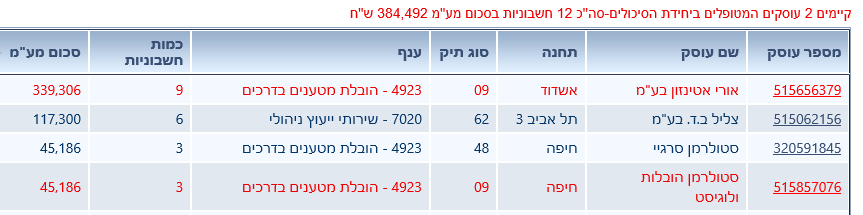 קיימים 2 עוסקים המטופלים ביחידת הסיכולים-סה"כ 12 חשבוניות בסכום מע"מ 384,492 ש"ח
מספר עוסק שם עוסק תחנה סוג תיק ענף כמות חשבוניות סכום מע"מ
515656379 אורי אטינזון בע"מ אשדוד 09 4923 - הובלת מטענים בדרכים 9 339,306
515062156 צליל ב.ד. בע"מ תל אביב 3 62 7020 - שירותי ייעוץ ניהולי 6 117,300
320591845 סטולרמן סרגיי חיפה 48 4923 - הובלת מטענים בדרכים 3 45,186
515857076 סטולרמן הובלות ולוגיסט חיפה 09 4923 - הובלת מטענים בדרכים 3 45,186